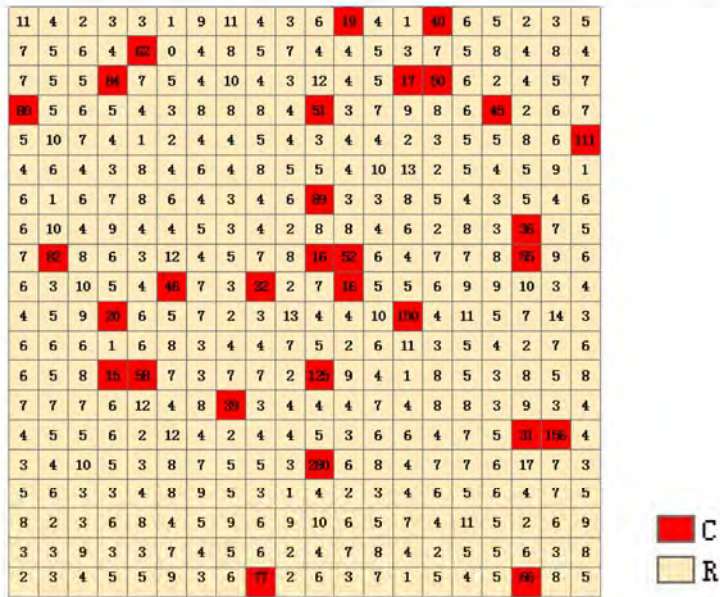 11 4 2 3 3 1 9 11 4 3 6 19 4 1 40 6 5 2 3 5
7 5 6 4 62 0 4 8 5 7 4 4 5 3 7 5 8 4 8 4
7 5 5 84 7 5 4 10 4 3 12 4 5 17 50 6 2 4 5 7
80 5 6 5 4 3 8 8 8 4 51 3 7 9 8 6 45 2 6 7
5 10 7 4 1 2 4 4 5 4 3 4 4 2 3 5 5 8 6 111
4 6 4 3 8 4 6 4 8 5 5 4 10 13 2 5 4 5 9 1
6 1 6 7 8 6 4 3 4 6 89 3 3 8 5 4 3 5 4 6
6 10 4 9 4 4 5 3 4 2 8 8 4 6 2 8 3 36 7 5
7 82 8 6 3 12 4 5 7 8 16 52 6 4 7 7 8 9 6
6 3 10 5 4 46 7 3 32 2 7 16 5 5 6 9 9 10 3 4
4 5 9 20 6 5 7 2 3 13 4 4 10 4 11 5 7 14 3
6 6 6 1 6 8 3 4 4 7 5 2 6 11 3 5 4 2 7 6
6 5 8 15 58 7 3 7 7 2 125 9 4 1 8 5 3 8 5 8
7 7 7 6 12 4 8 39 3 4 4 4 7 4 8 8 3 9 3 4
4 5 5 6 2 12 4 2 4 4 5 3 6 6 4 7 5 31 156 4
3 4 10 5 3 8 7 5 5 3 280 6 8 4 7 7 6 17 7 3
5 6 3 3 4 8 9 5 3 1 4 2 3 4 6 5 6 4 7 5
8 2 3 6 8 4 5 9 6 9 10 6 5 7 4 11 5 2 6 9
3 3 9 3 3 7 4 5 6 2 4 7 8 4 2 5 5 6 3 8
2 3 4 5 5 9 3 6 77 2 6 3 7 1 5 4 5 66 8 5
C
R